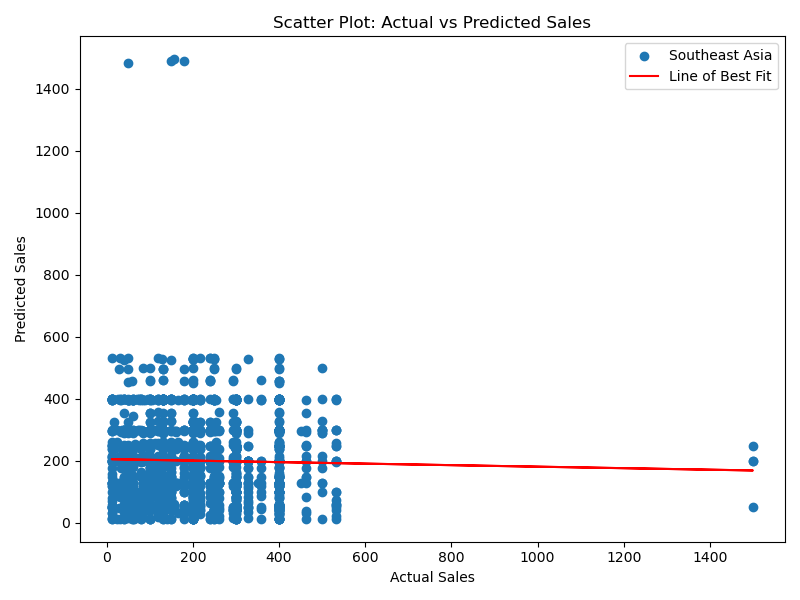 Scatter Plot: Actual vs Predicted Sales
Southeast Asia
Line of Best Fit
Predicted Sales
1400
1200
1000
800
600
400
200
0
0 200 400 600 800 1000 1200 1400
Actual Sales